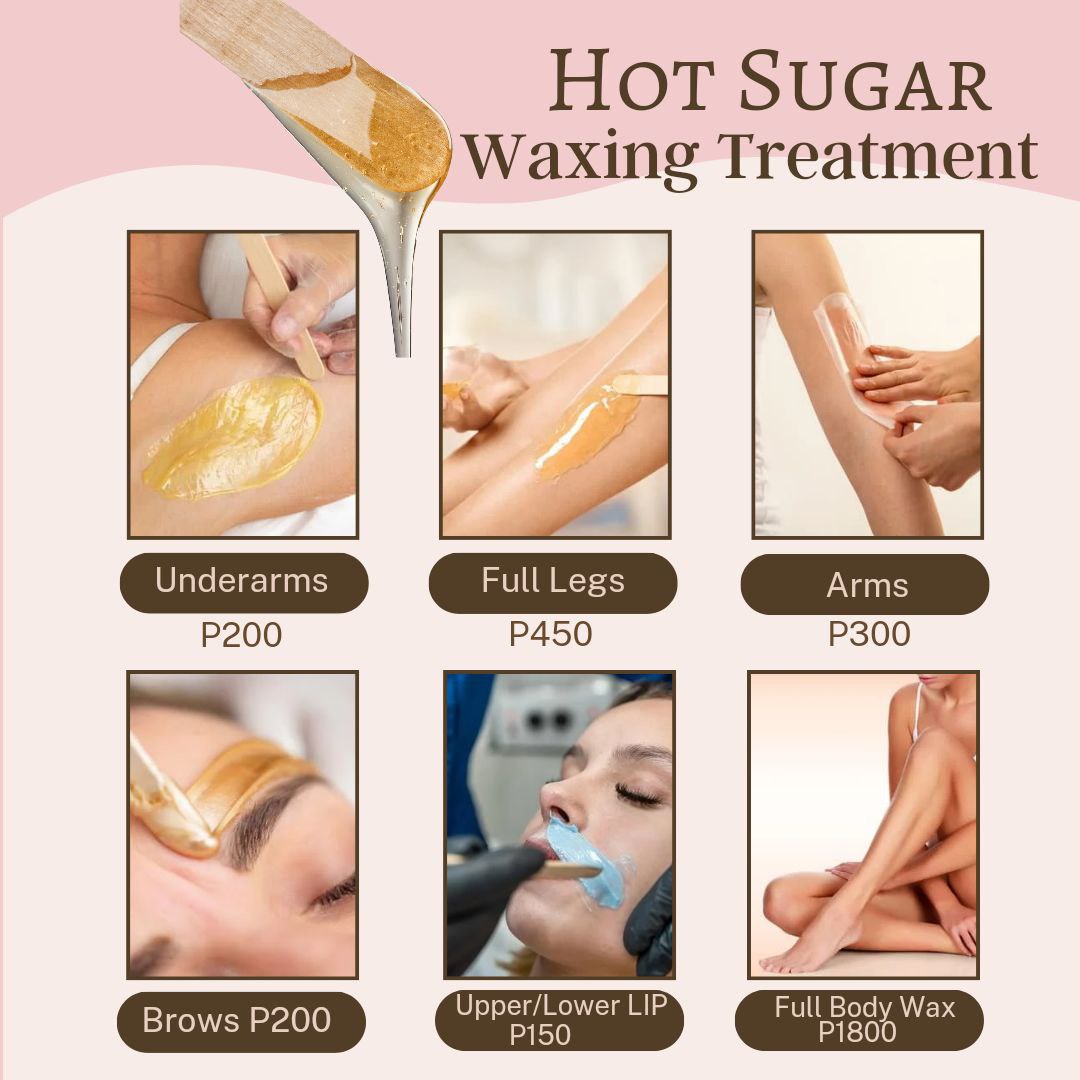 Hot Sugar
Waxing Treatment
Underarms
P200
Full Legs
P450
Arms
P300
Brows P200
Upper/Lower LIP
P150
Full Body Wax
P1800